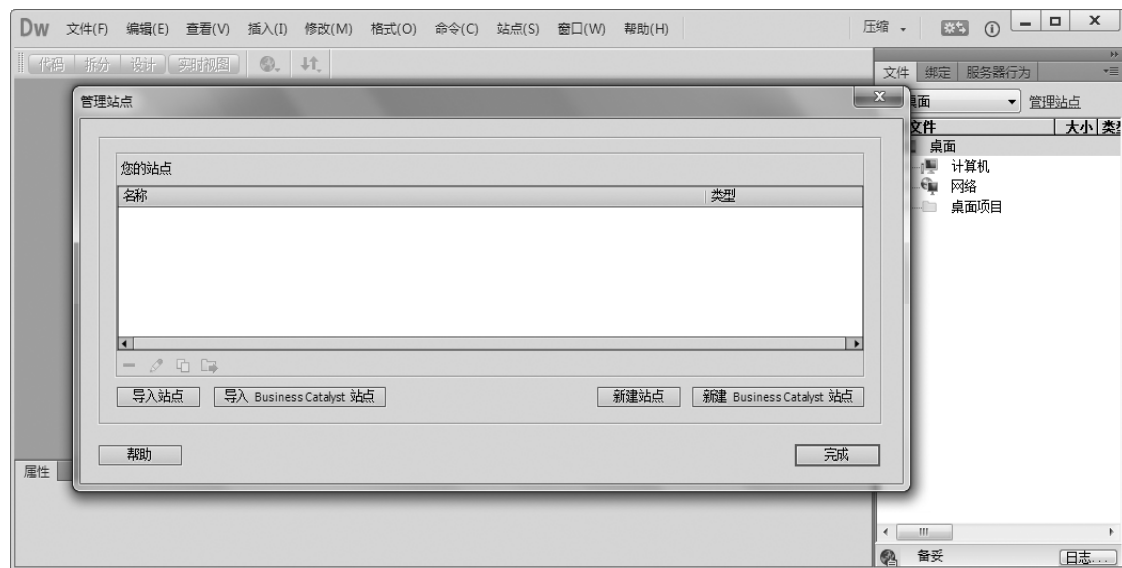 Dw 文件(F) 编辑(E) 查看(V) 插入(I) 修改(M) 格式(O) 命令(C) 站点(S) 窗口(W) 帮助(H) 压缩
代码 拆分 设计 实时视图
文件 绑定 服务器行为
管理站点
桌面 管理站点
文件 大小 类型
桌面
计算机
网络
桌面项目
您的站点
名称 类型
导入站点 导入 Business Catalyst 站点 新建站点 新建 Business Catalyst 站点
帮助 完成
属性
备妥 日志...